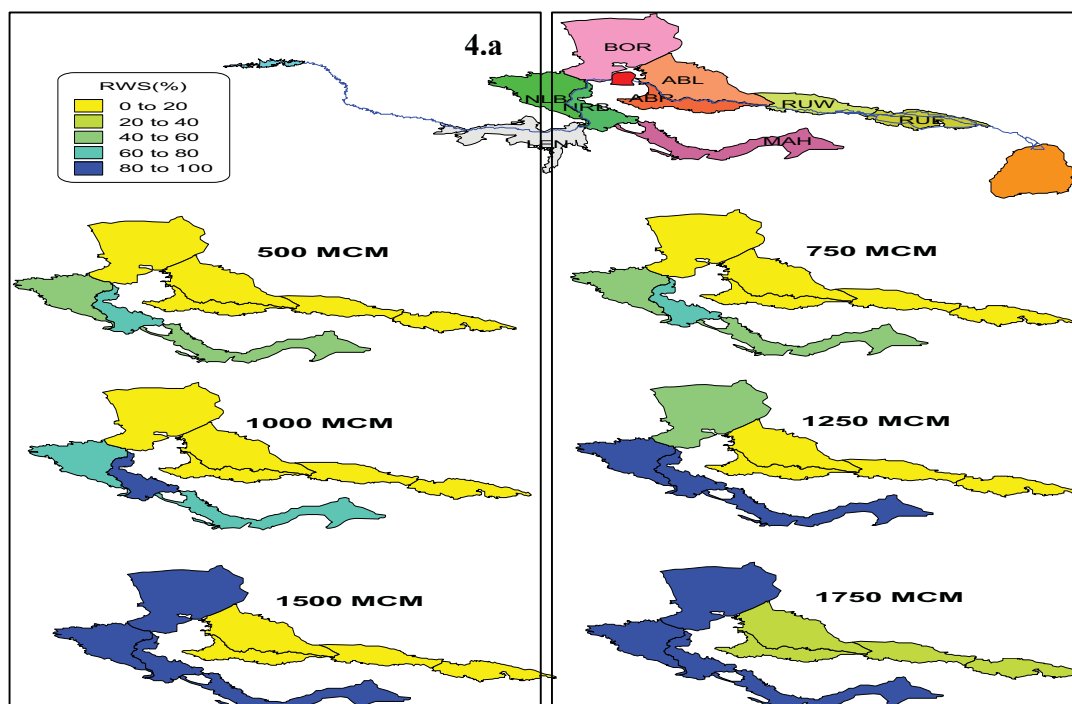 4.a
BOR
RWS(%)
0 to 20
20 to 40
40 to 60
60 to 80
80 to 100
ABL
NLB
ABR
NRB
RUW
RUE
MAH
500 MCM
750 MCM
1000 MCM
1250 MCM
1500 MCM
1750 MCM